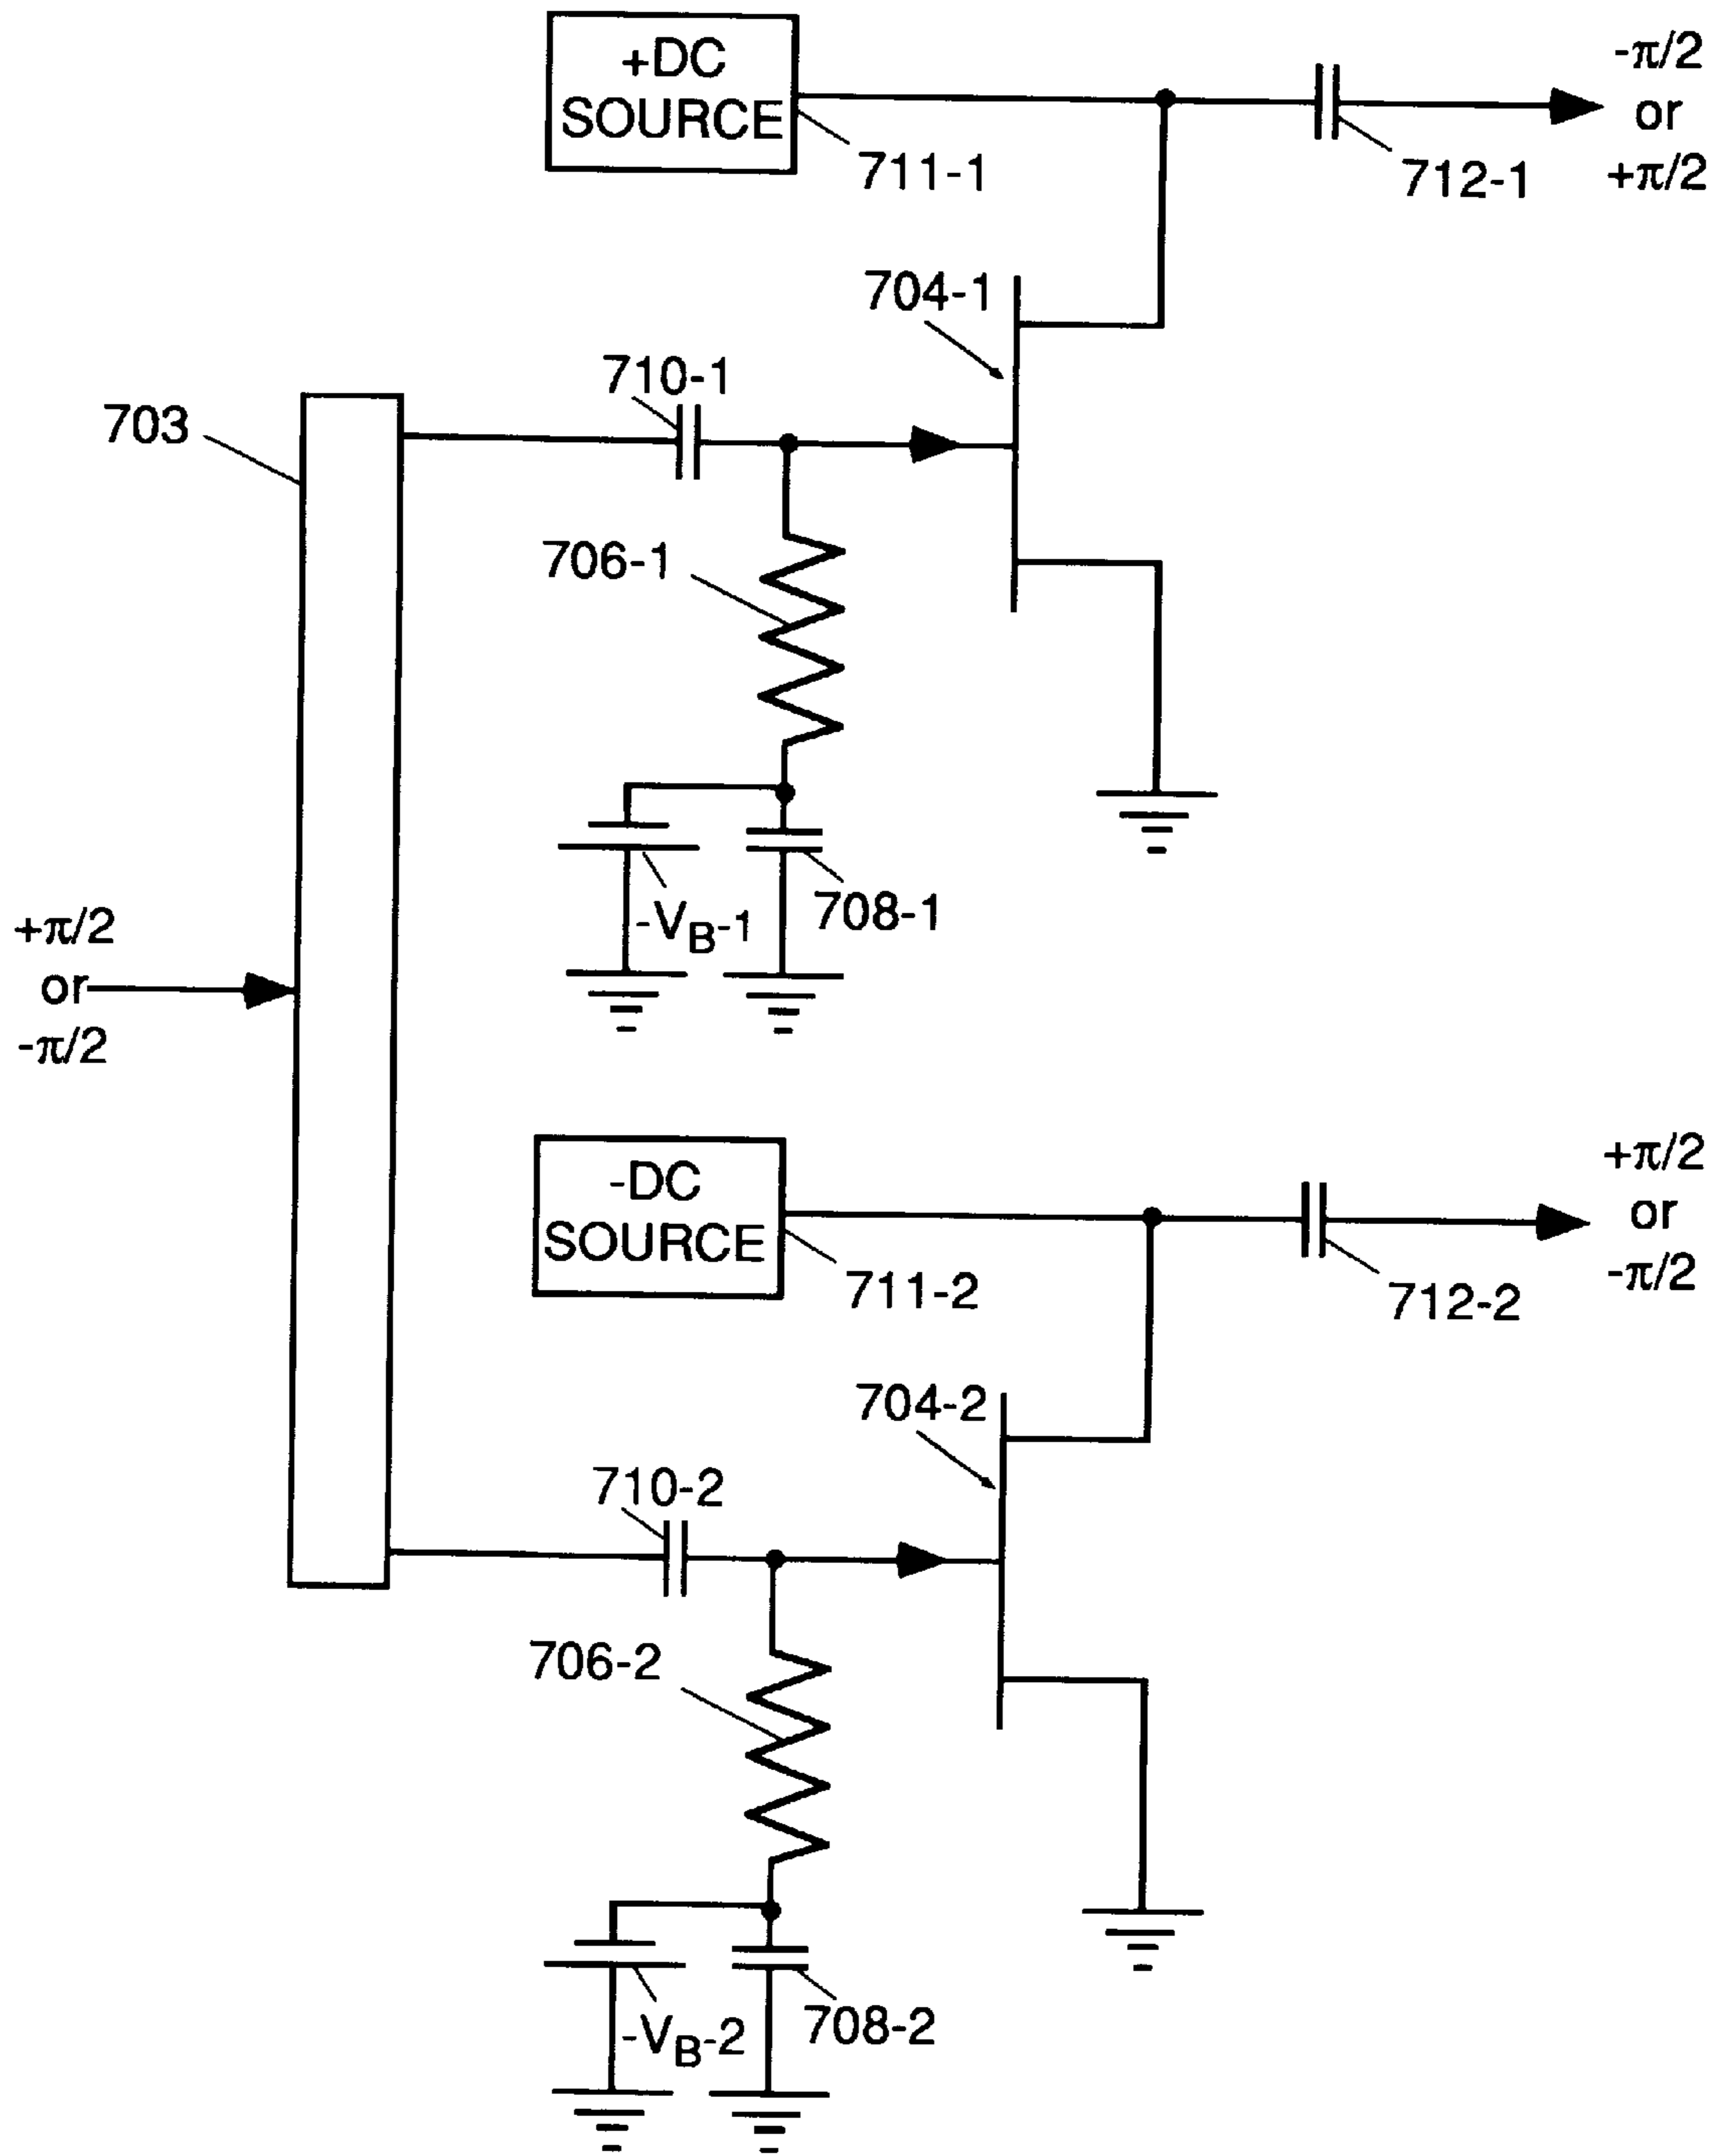 +DC
SOURCE
711-1
712-1
-π/2
or
+π/2
704-1
710-1
703
706-1
-VB-1
708-1
+π/2
or
-π/2
-DC
SOURCE
711-2
712-2
+π/2
or
-π/2
704-2
710-2
706-2
-VB-2
708-2